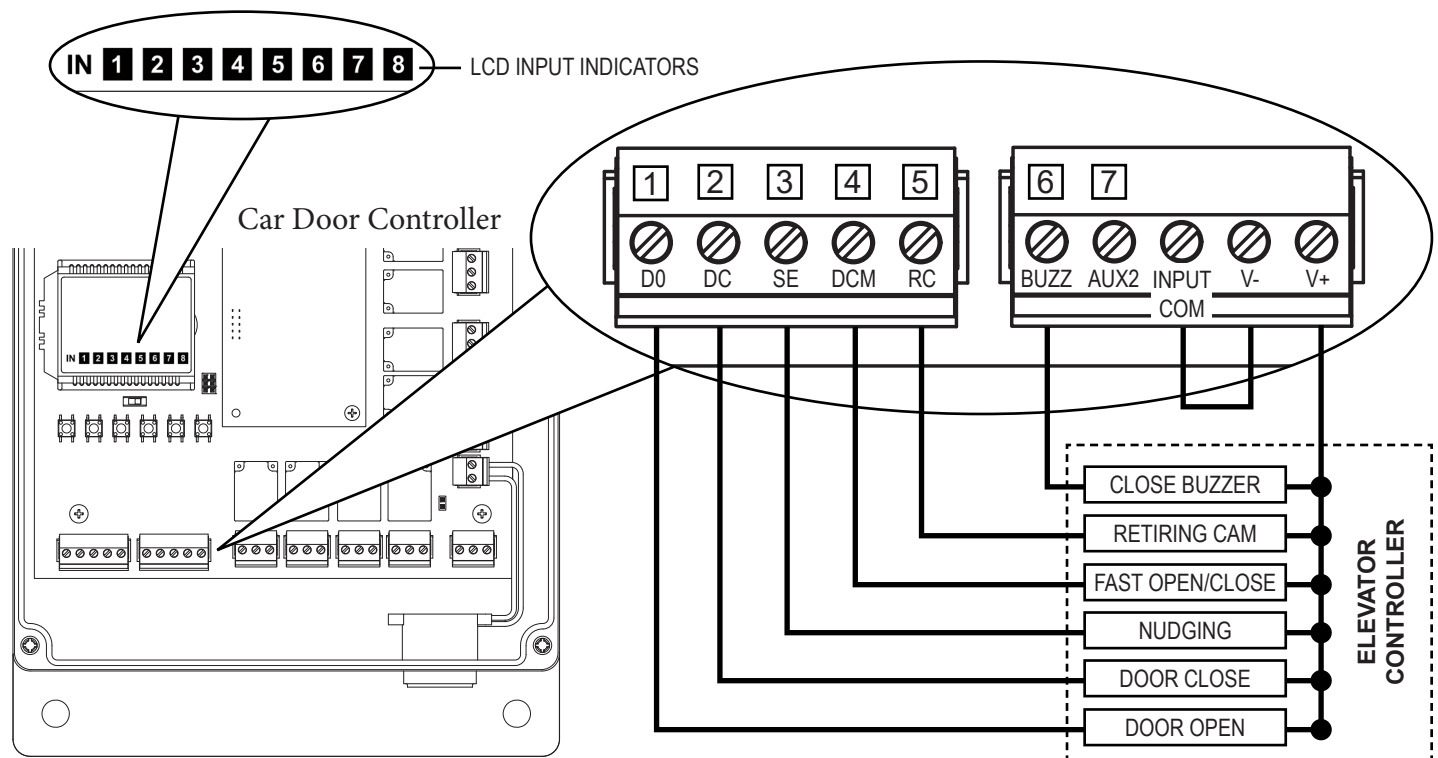 IN 1 2 3 4 5 6 7 8
LCD INPUT INDICATORS
Car Door Controller
IN 1 2 3 4 5 6 7 8
1 2 3 4 5
D0 DC SE DCM RC
6 7
BUZZ AUX2 INPUT V- V+
COM
CLOSE BUZZER
RETIRING CAM
FAST OPEN/CLOSE
NUDGING
DOOR CLOSE
DOOR OPEN
ELEVATOR
CONTROLLER